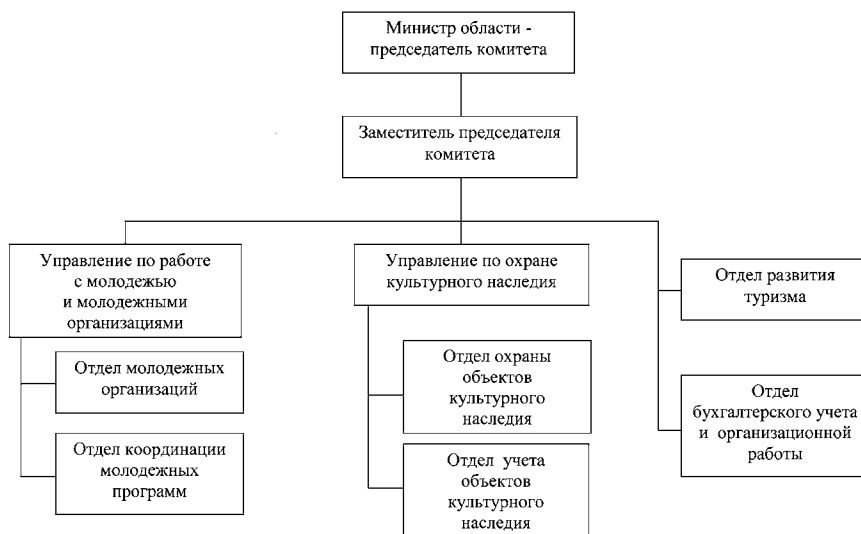 Министр области -
председатель комитета
Заместитель председателя
комитета
Управление по работе
с молодежью
и молодежными
организациями
Отдел молодежных
организаций
Отдел координации
молодежных
программ
Управление по охране
культурного наследия
Отдел охраны
объектов
культурного
наследия
Отдел учета
объектов
культурного
наследия
Отдел развития
туризма
Отдел
бухгалтерского учета
и организационной
работы